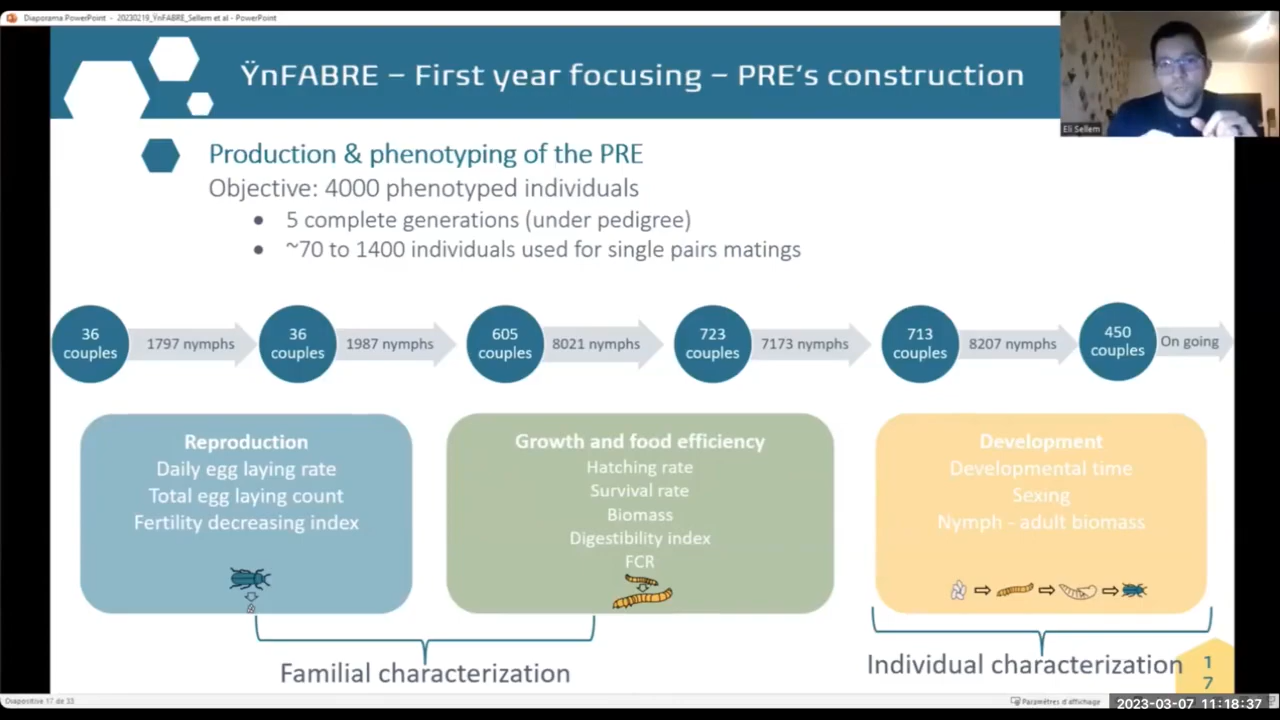 Diaporama PowerPoint - 20230219_ŸnFABRE_Sellem et al - PowerPoint
ŸnFABRE – First year focusing – PRE's construction
Eli Sellem
Production & phenotyping of the PRE
Objective: 4000 phenotyped individuals
• 5 complete generations (under pedigree)
• ~70 to 1400 individuals used for single pairs matings
36 couples
1797 nymphs
36 couples
1987 nymphs
605 couples
8021 nymphs
723 couples
7173 nymphs
713 couples
8207 nymphs
450 couples
On going
Reproduction
Daily egg laying rate
Total egg laying count
Fertility decreasing index
Growth and food efficiency
Hatching rate
Survival rate
Biomass
Digestibility index
FCR
Development
Developmental time
Sexing
Nymph - adult biomass
Familial characterization
Individual characterization
17
Diapositive 17 de 33
Paramètres d'affichage
2023-03-07 11:18:37